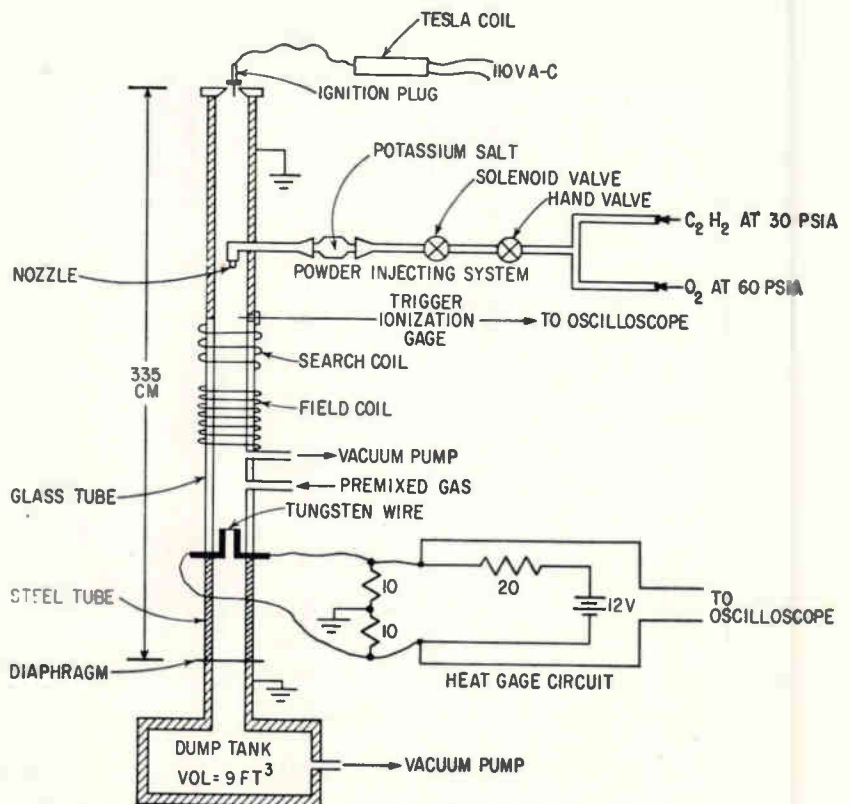 TESLA COIL
110V A-C
IGNITION PLUG
POTASSIUM SALT
SOLENOID VALVE
HAND VALVE
C2 H2 AT 30 PSIA
NOZZLE
POWDER INJECTING SYSTEM
O2 AT 60 PSIA
TRIGGER
IONIZATION
GAGE
TO OSCILLOSCOPE
SEARCH COIL
335
CM
FIELD COIL
VACUUM PUMP
GLASS TUBE
PREMIXED GAS
TUNGSTEN WIRE
STEEL TUBE
10
20
12V
TO
OSCILLOSCOPE
10
DIAPHRAGM
HEAT GAGE CIRCUIT
DUMP TANK
VOL= 9 FT3
VACUUM PUMP